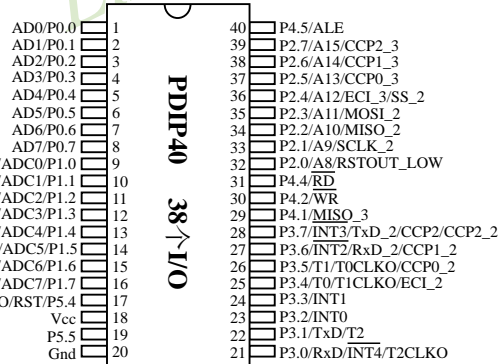 AD0/P0.0 1 40 P4.5/ALE
AD1/P0.1 2 39 P2.7/A15/CCP2_3
AD2/P0.2 3 38 P2.6/A14/CCP1_3
AD3/P0.3 4 37 P2.5/A13/CCP0_3
AD4/P0.4 5 36 P2.4/A12/ECI_3/SS_2
AD5/P0.5 6 35 P2.3/A11/MOSI_2
AD6/P0.6 7 34 P2.2/A10/MISO_2
AD7/P0.7 8 33 P2.1/A9/SCLK_2
/ADC0/P1.0 9 32 P2.0/A8/RSTOUT_LOW
/ADC1/P1.1 10 31 P4.4/RD
/ADC2/P1.2 11 30 P4.2/WR
/ADC3/P1.3 12 29 P4.1/MISO_3
/ADC4/P1.4 13 28 P3.7/INT3/TxD_2/CCP2/CCP2_2
/ADC5/P1.5 14 27 P3.6/INT2/RxD_2/CCP1_2
/ADC6/P1.6 15 26 P3.5/T1/T0CLKO/CCP0_2
/ADC7/P1.7 16 25 P3.4/T0/T1CLKO/ECI_2
O/RST/P5.4 17 24 P3.3/INT1
Vcc 18 23 P3.2/INT0
P5.5 19 22 P3.1/TxD/T2
Gnd 20 21 P3.0/RxD/INT4/T2CLKO
PDIP40 38个I/O